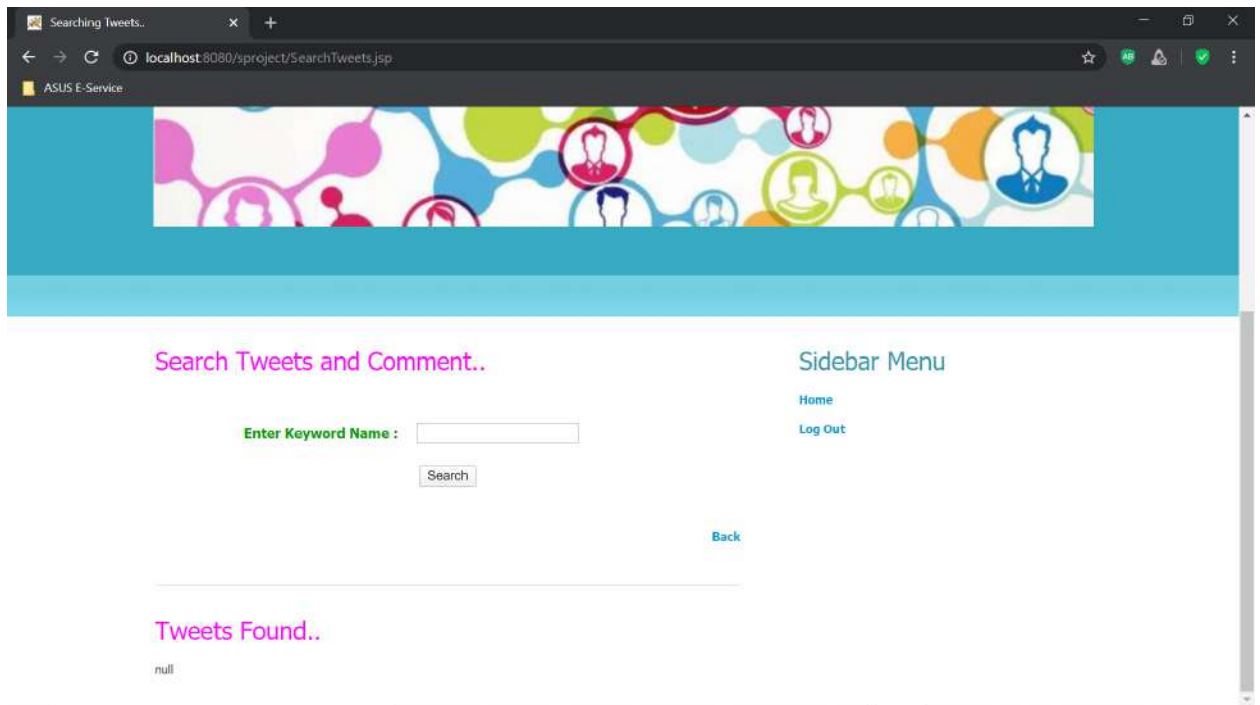 Searching Tweets..
localhost:8080/sproject/SearchTweets.jsp
AB
ASUS E-Service
Search Tweets and Comment..
Sidebar Menu
Home
Enter Keyword Name :
Log Out
Search
Back
Tweets Found..
null